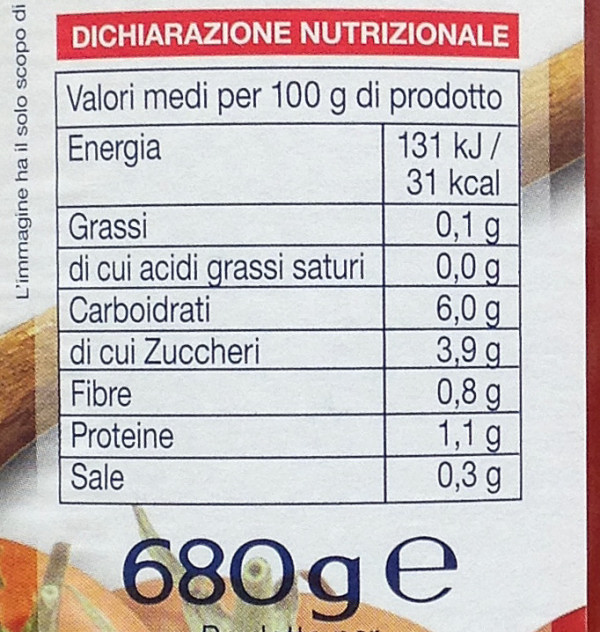 DICHIARAZIONE NUTRIZIONALE
Valori medi per 100 g di prodotto
Energia 131 kJ /
31 kcal
Grassi 0,1 g
di cui acidi grassi saturi 0,0 g
Carboidrati 6,0 g
di cui Zuccheri 3,9 g
Fibre 0,8 g
Proteine 1,1 g
Sale 0,3 g
680g e
L'immagine ha il solo scopo di